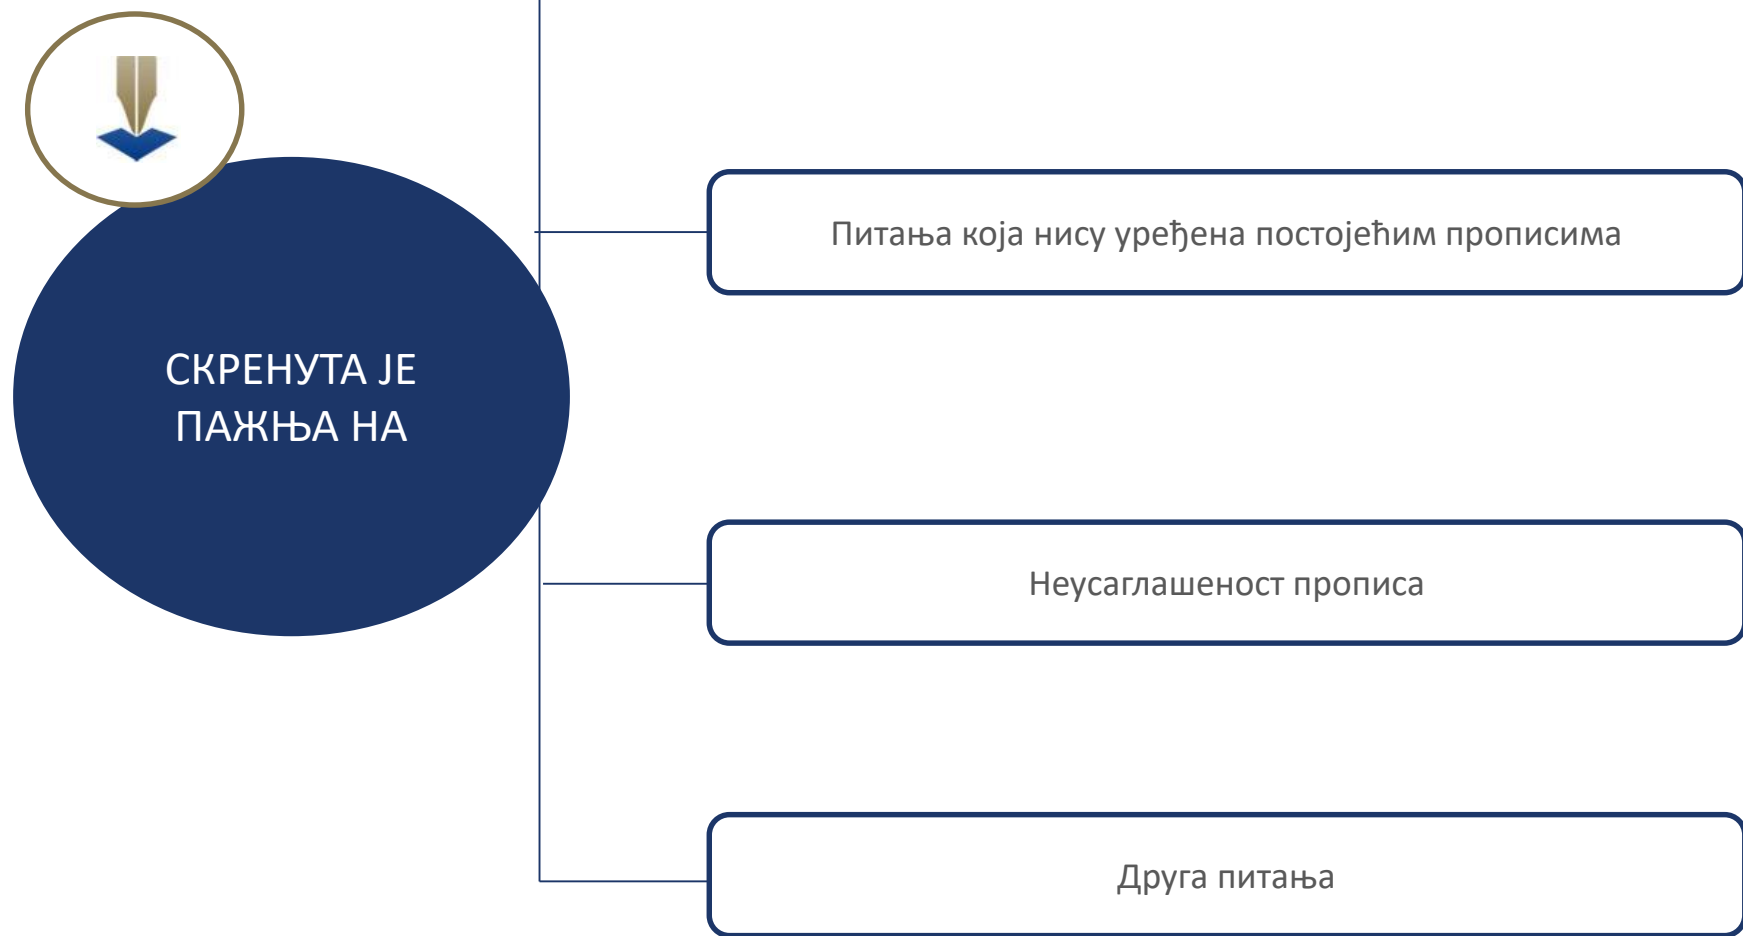 СКРЕНУТА ЈЕ
ПАЖЊА НА
Питања која нису уређена постојећим прописима
Неусаглашеност прописа
Друга питања